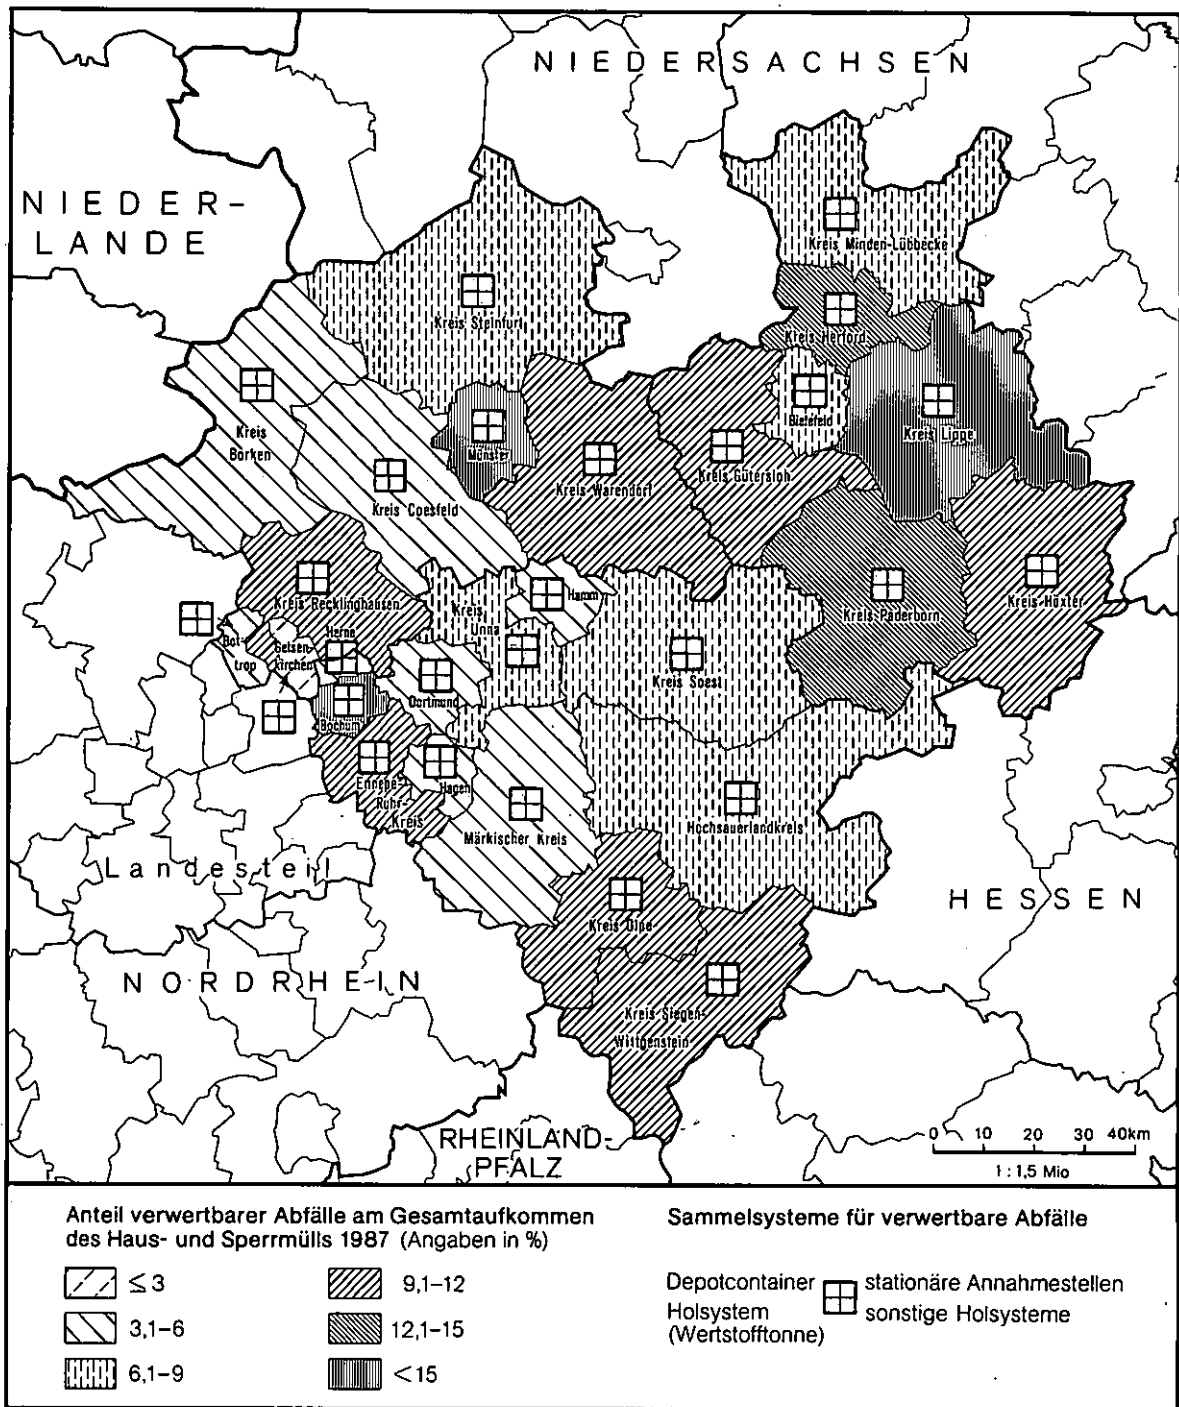 NIEDERSACHSEN
NIEDER-
LANDE
Kreis Minden-Lübbecke
Kreis Steinfurt
Kreis Herford
Kreis
Borken
Bielefeld
Kreis Lippe
Münster
Kreis Coesfeld
Kreis Warendorf
Kreis Gütersloh
Kreis Recklinghausen
Hamm
Kreis
Unna
Kreis Paderborn
Kreis Höxter
Bot-
trop
Gelsen-
kirchen
Herne
Kreis Soest
Dortmund
Bochum
Ennepe-
Ruhr-
Kreis
Hagen
Märkischer Kreis
Hochsauerlandkreis
Landesteil
HESSEN
Kreis Olpe
NORDRHEIN
Kreis Siegen-
Wittgenstein
RHEINLAND-
PFALZ
0 10 20 30 40km
1 : 1,5 Mio
Anteil verwertbarer Abfälle am Gesamtaufkommen
des Haus- und Sperrmülls 1987 (Angaben in %)
≤ 3
3,1–6
6,1–9
9,1–12
12,1–15
< 15
Sammelsysteme für verwertbare Abfälle
Depotcontainer
stationäre Annahmestellen
Holsystem
(Wertstofftonne)
sonstige Holsysteme